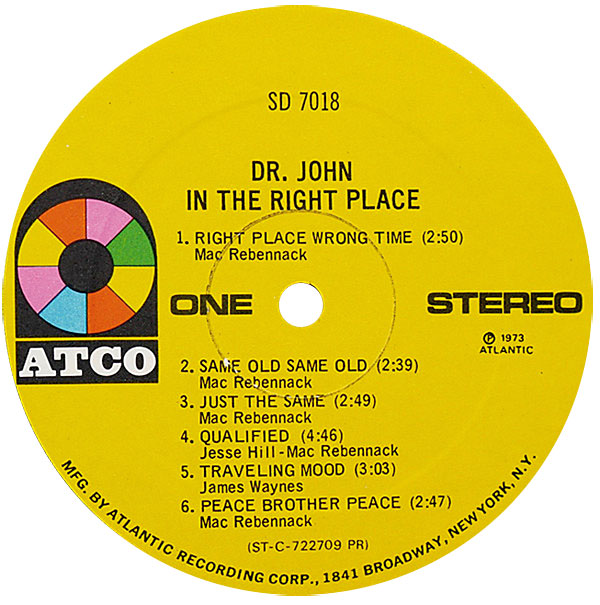 SD 7018
DR. JOHN
IN THE RIGHT PLACE
1. RIGHT PLACE WRONG TIME (2:50)
Mac Rebennack
ONE
STEREO
ATCO
℗ 1973
ATLANTIC
2. SAME OLD SAME OLD (2:39)
Mac Rebennack
3. JUST THE SAME (2:49)
Mac Rebennack
4. QUALIFIED (4:46)
Jesse Hill-Mac Rebennack
5. TRAVELING MOOD (3:03)
James Waynes
6. PEACE BROTHER PEACE (2:47)
Mac Rebennack
(ST-C-722709 PR)
MFG. BY ATLANTIC RECORDING CORP., 1841 BROADWAY, NEW YORK, N.Y.